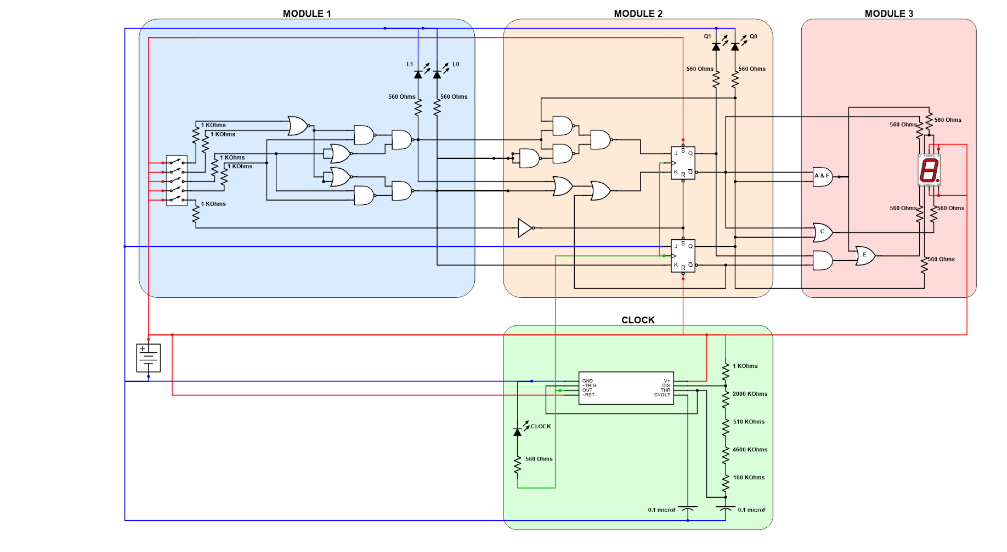 MODULE 1
MODULE 2
MODULE 3
Q1
Q0
L1
L0
560 Ohms
560 Ohms
560 Ohms
560 Ohms
1 KOhms
1 KOhms
1 KOhms
1 KOhms
1 KOhms
560 Ohms
560 Ohms
J
S
Q
K
R
Q
A & F
C
E
560 Ohms
560 Ohms
560 Ohms
J
S
Q
K
R
Q
CLOCK
GND
~TRIG
OUT
~RST
V+
DIS
THR
CVOLT
1 KOhms
2000 KOhms
510 KOhms
4600 KOhms
100 KOhms
CLOCK
560 Ohms
0.1 microF
0.1 microF